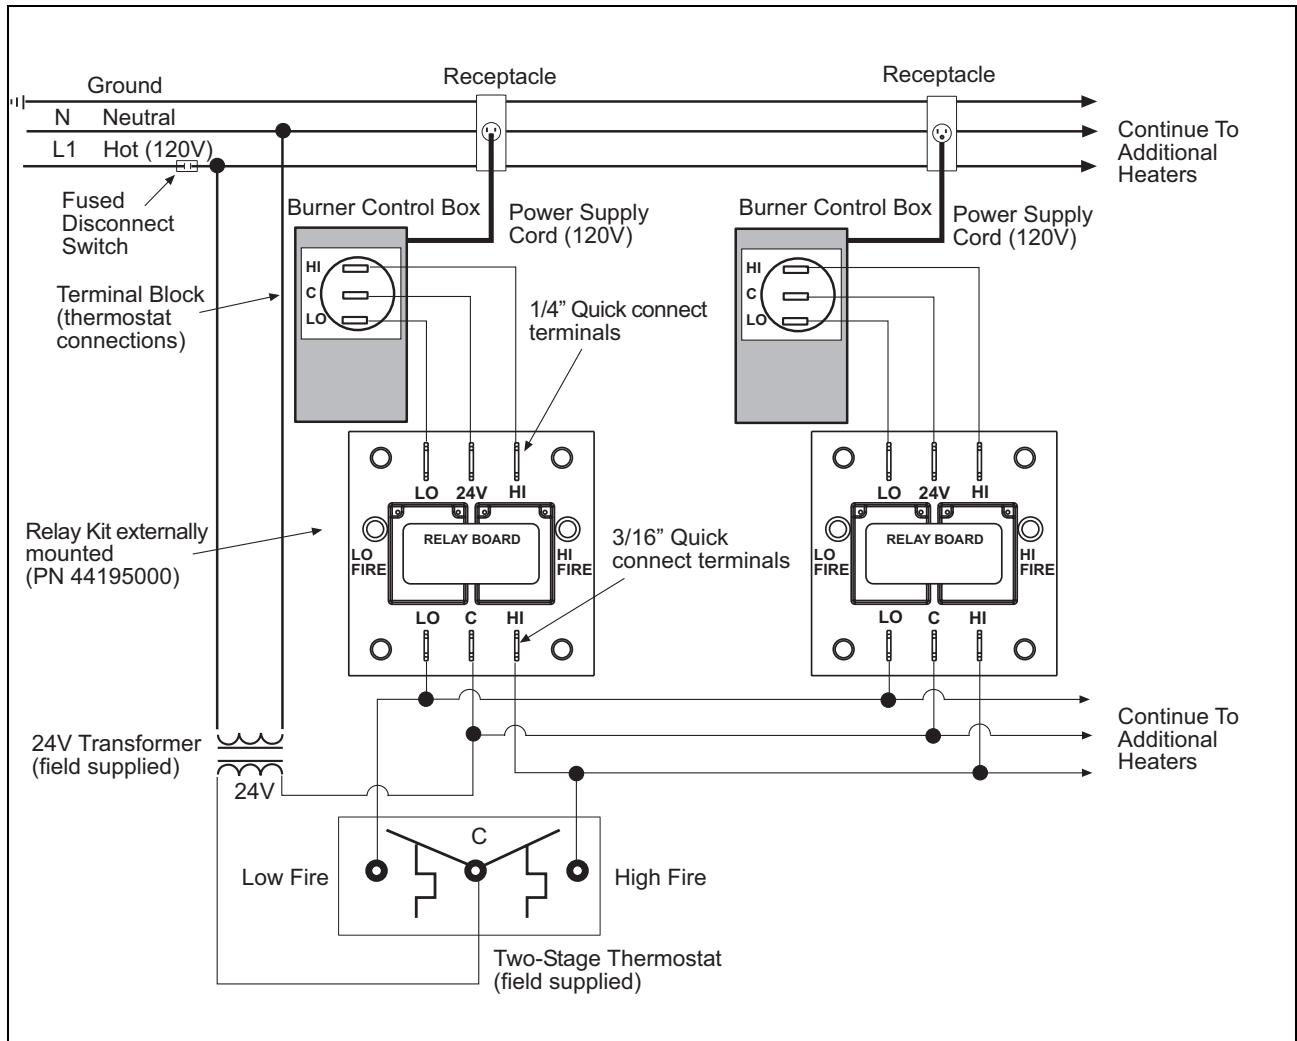 Ground
N Neutral
L1 Hot (120V)
Receptacle
Receptacle
Continue To
Additional
Heaters
Fused
Disconnect
Switch
Burner Control Box
Power Supply
Cord (120V)
Burner Control Box
Power Supply
Cord (120V)
HI
C
LO
HI
C
LO
Terminal Block
(thermostat
connections)
1/4” Quick connect
terminals
LO 24V HI
LO 24V HI
Relay Kit externally
mounted
(PN 44195000)
RELAY BOARD
LO
FIRE
HI
FIRE
3/16” Quick
connect terminals
RELAY BOARD
LO
FIRE
HI
FIRE
LO C HI
LO C HI
Continue To
Additional
Heaters
24V Transformer
(field supplied)
24V
C
Low Fire
High Fire
Two-Stage Thermostat
(field supplied)